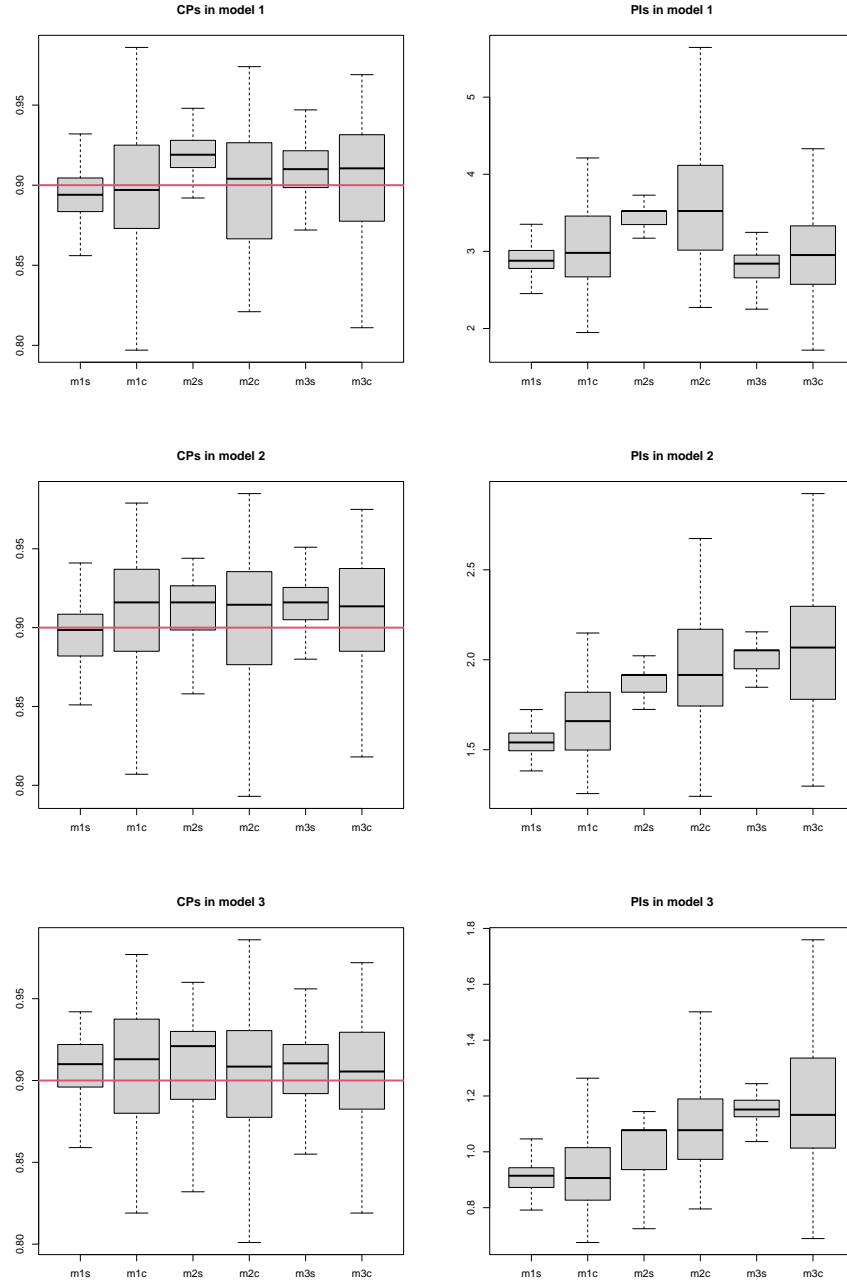 CPs in model 1
0.95
0.90
0.85
0.80
m1s m1c m2s m2c m3s m3c
PIs in model 1
5
4
3
2
m1s m1c m2s m2c m3s m3c
CPs in model 2
0.95
0.90
0.85
0.80
m1s m1c m2s m2c m3s m3c
PIs in model 2
2.5
2.0
1.5
m1s m1c m2s m2c m3s m3c
CPs in model 3
0.95
0.90
0.85
0.80
m1s m1c m2s m2c m3s m3c
PIs in model 3
1.8
1.6
1.4
1.2
1.0
0.8
m1s m1c m2s m2c m3s m3c